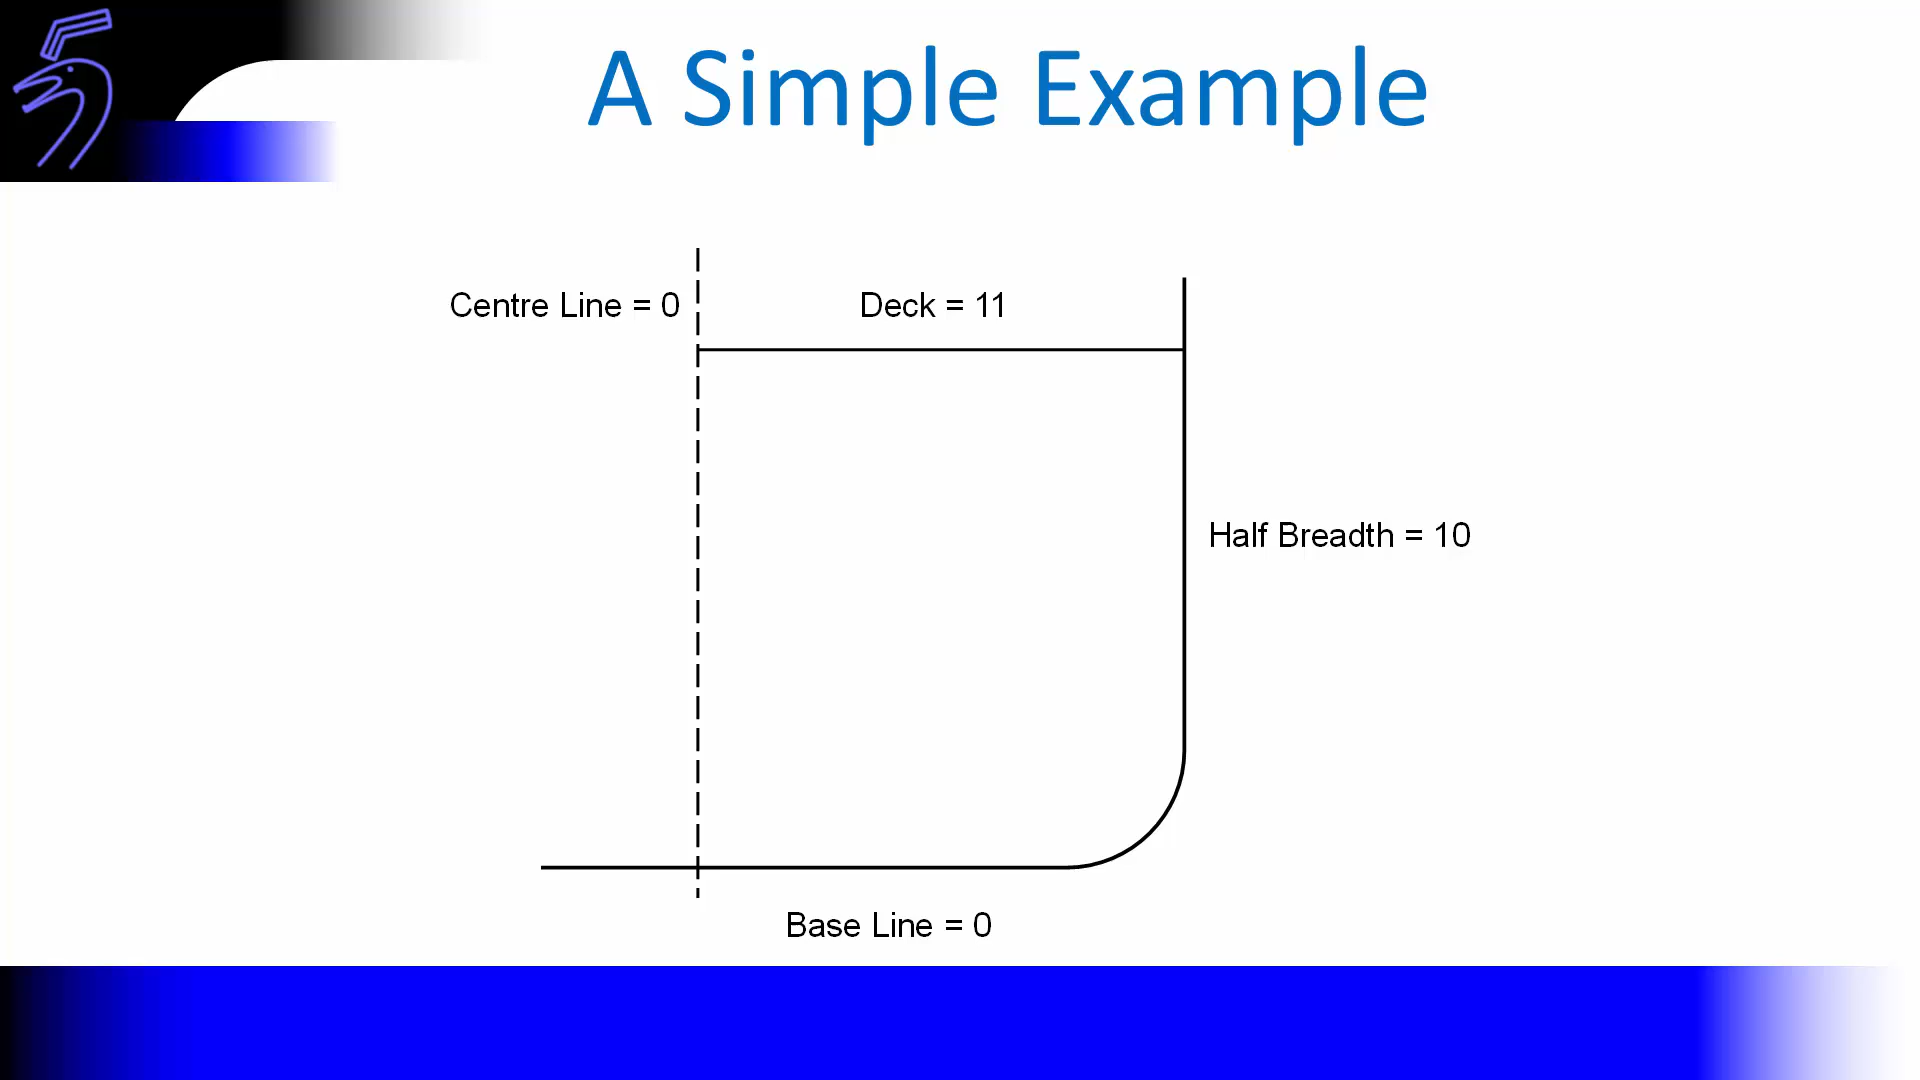 A Simple Example
Centre Line = 0
Deck = 11
Half Breadth = 10
Base Line = 0